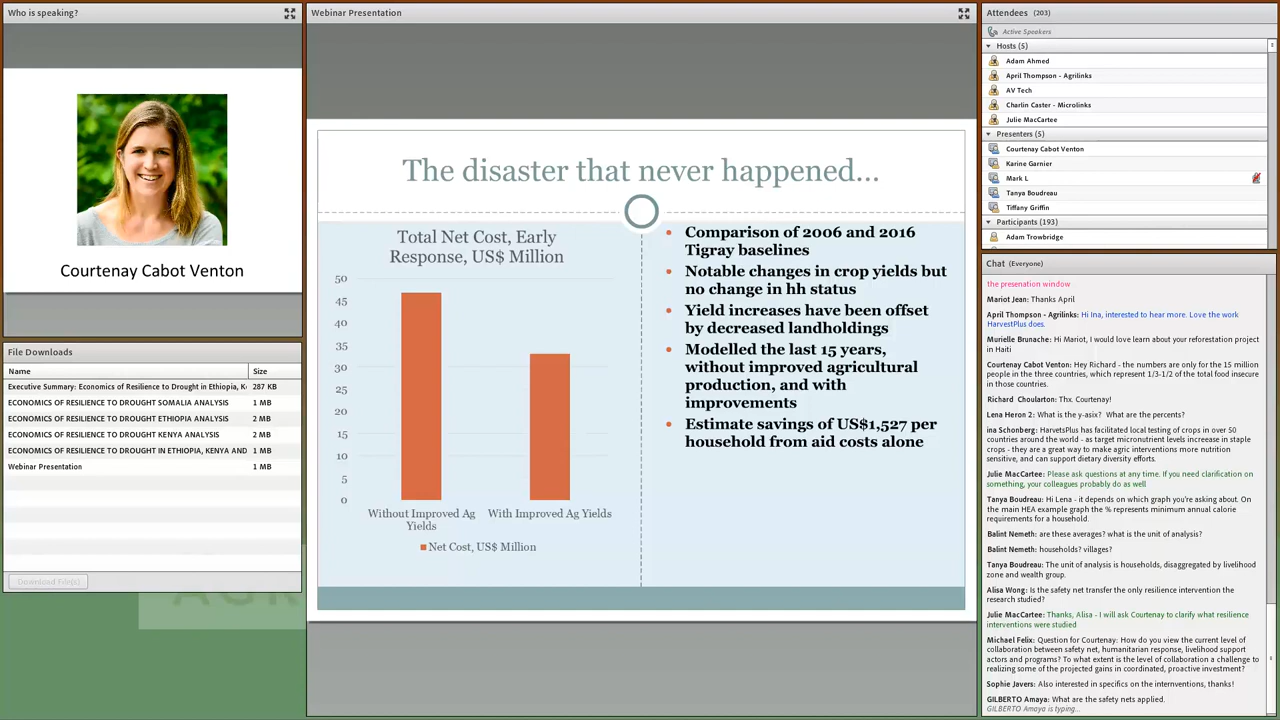 Who is speaking?
Courtenay Cabot Venton
File Downloads
Name Size
Executive Summary: Economics of Resilience to Drought in Ethiopia, K 287 KB
ECONOMICS OF RESILIENCE TO DROUGHT SOMALIA ANALYSIS 1 MB
ECONOMICS OF RESILIENCE TO DROUGHT ETHIOPIA ANALYSIS 2 MB
ECONOMICS OF RESILIENCE TO DROUGHT KENYA ANALYSIS 2 MB
ECONOMICS OF RESILIENCE TO DROUGHT IN ETHIOPIA, KENYA AND 1 MB
Webinar Presentation 1 MB
Download File(s)
Webinar Presentation
The disaster that never happened...
Total Net Cost, Early
Response, US$ Million
50
45
40
35
30
25
20
15
10
5
0
Without Improved Ag
Yields
With Improved Ag Yields
Net Cost, US$ Million
• Comparison of 2006 and 2016
Tigray baselines
• Notable changes in crop yields but
no change in hh status
• Yield increases have been offset
by decreased landholdings
• Modelled the last 15 years,
without improved agricultural
production, and with
improvements
• Estimate savings of US$1,527 per
household from aid costs alone
Attendees (203)
Active Speakers
Hosts (5)
Adam Ahmed
April Thompson - Agrilinks
AV Tech
Charlin Caster - Microlinks
Julie MacCartee
Presenters (5)
Courtenay Cabot Venton
Karine Garnier
Mark L
Tanya Boudreau
Tiffany Griffin
Participants (193)
Adam Trowbridge
Chat (Everyone)
the presenation window
Mariot Jean: Thanks April
April Thompson - Agrilinks: Hi Ina, interested to hear more. Love the work
HarvestPlus does.
Murielle Brunache: Hi Mariot, I would love learn about your reforestation project
in Haiti
Courtenay Cabot Venton: Hey Richard - the numbers are only for the 15 million
people in the three countries, which represent 1/3-1/2 of the total food insecure
in those countries.
Richard Choularton: Thx. Courtenay!
Lena Heron 2: What is the y-asix? What are the percents?
ina Schonberg: HarvetsPlus has facilitated local testing of crops in over 50
countries around the world - as target micronutrient levels increase in staple
crops - they are a great way to make agric interventions more nutrition
sensitive, and can support dietary diversity efforts.
Julie MacCartee: Please ask questions at any time. If you need clarification on
something, your colleagues probably do as well
Tanya Boudreau: Hi Lena - it depends on which graph you're asking about. On
the main HEA example graph the % represents minimum annual calorie
requirements for a household.
Balint Nemeth: are these averages? what is the unit of analysis?
Balint Nemeth: households? villages?
Tanya Boudreau: The unit of analysis is households, disaggregated by livelihood
zone and wealth group.
Alisa Wong: Is the safety net transfer the only resilience intervention the
research studied?
Julie MacCartee: Thanks, Alisa - I will ask Courtenay to clarify what resilience
interventions were studied
Michael Felix: Question for Courtenay: How do you view the current level of
collaboration between safety net, humanitarian response, livelihood support
actors and programs? To what extent is the level of collaboration a challenge to
realizing some of the projected gains in coordinated, proactive investment?
Sophie Javers: Also interested in specifics on the internventions, thanks!
GILBERTO Amaya: What are the safety nets applied.
GILBERTO Amaya is typing...